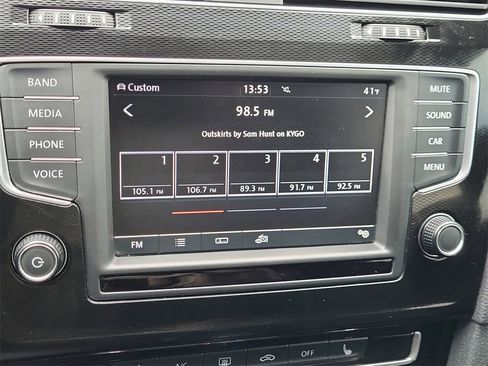 BAND
MEDIA
PHONE
VOICE
MUTE
SOUND
CAR
MENU
Custom 13:53 41°F
98.5 FM
Outskirts by Sam Hunt on KYGO
1 2 3 4 5
105.1 FM 106.7 FM 89.3 FM 91.7 FM 92.5 FM
FM
A/C OFF